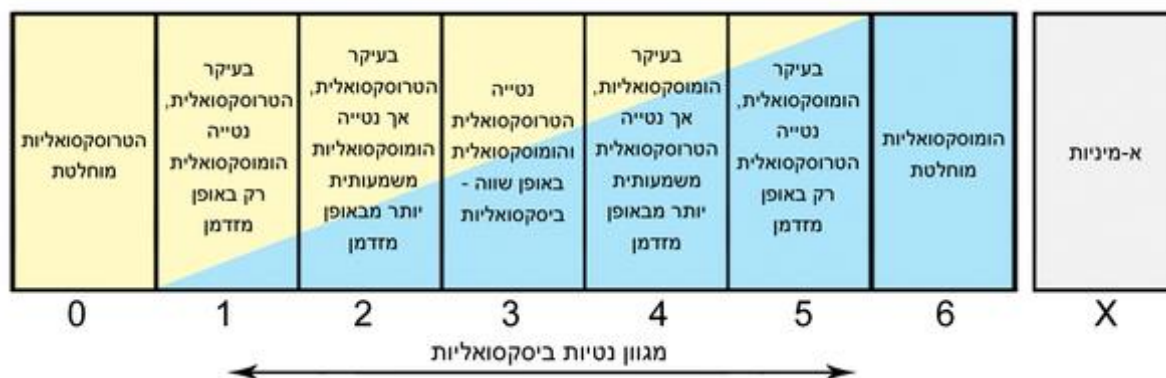 הטרוסקסואליות
מוחלטת
בעיקר
הטרוסקסואלית,
נטייה
הומוסקסואלית
רק באופן
מזדמן
בעיקר
הטרוסקסואלית,
אך נטייה
הומוסקסואליות
משמעותית
יותר מבאופן
מזדמן
נטייה
הטרוסקסואלית
והומוסקסואלית
באופן שווה -
ביסקסואליות
בעיקר
הומוסקסואליות,
אך נטייה
הטרוסקסואלית
משמעותית
יותר מבאופן
מזדמן
בעיקר
הומוסקסואלית,
נטייה
הטרוסקסואלית
רק באופן
מזדמן
הומוסקסואליות
מוחלטת
א-מיניות
0 1 2 3 4 5 6 X
מגוון נטיות ביסקסואליות